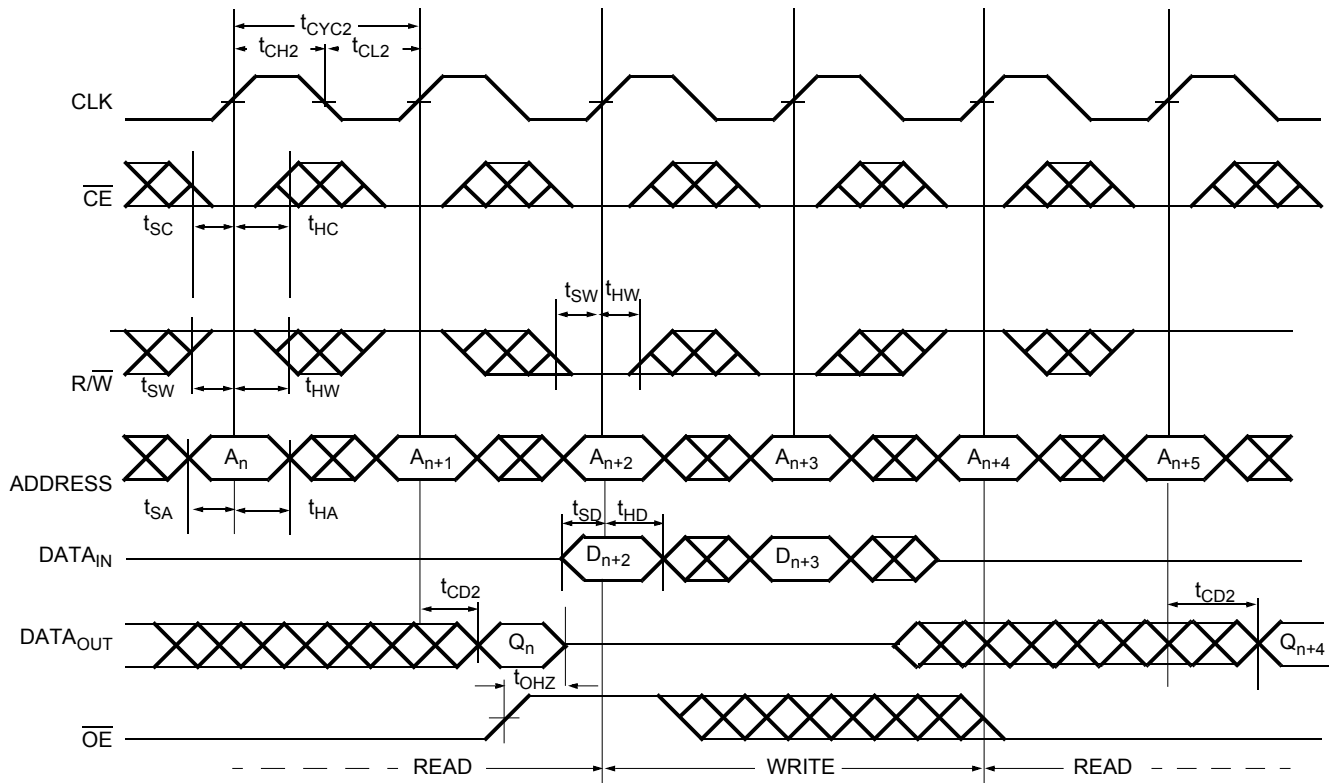 tCYC2
tCH2 tCL2
CLK
CE
tSC tHC
tSW tHW
R/W
tSW tHW
An An+1 An+2 An+3 An+4 An+5
ADDRESS
tSA tHA
tSD tHD
DATAIN Dn+2 Dn+3
tCD2 tCD2
DATAOUT Qn Qn+4
tOHZ
OE
READ WRITE READ